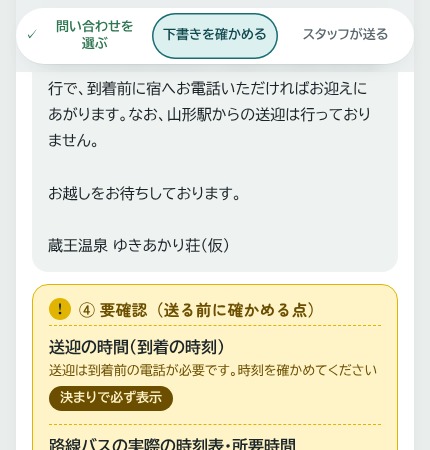 ✓ 問い合わせを
選ぶ
下書きを確かめる
スタッフが送る
行で、到着前に宿へお電話いただければお迎えに
あがります。なお、山形駅からの送迎は行っており
ません。
お越しをお待ちしております。
蔵王温泉 ゆきあかり荘（仮）
! ④ 要確認（送る前に確かめる点）
送迎の時間（到着の時刻）
送迎は到着前の電話が必要です。時刻を確かめてください
決まりで必ず表示
路線バスの実際の時刻表・所要時間